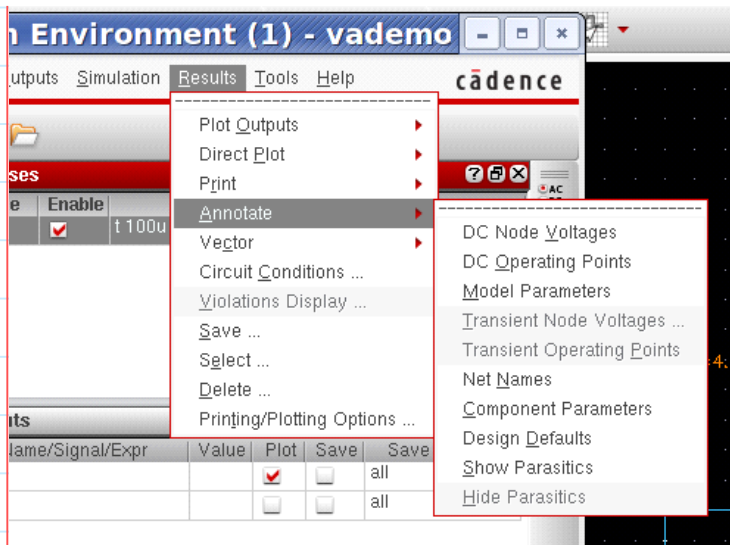 n Environment (1) - vademo
utputs Simulation Results Tools Help
cādence
Plot Outputs
Direct Plot
Print
Annotate
Vector
Circuit Conditions ...
Violations Display ...
Save ...
Select ...
Delete ...
Printing/Plotting Options ...
ses
AC
e Enable
t 100u
DC Node Voltages
DC Operating Points
Model Parameters
Transient Node Voltages ...
Transient Operating Points
Net Names
Component Parameters
Design Defaults
Show Parasitics
Hide Parasitics
=4:
uts
Name/Signal/Expr Value Plot Save Save
all
all